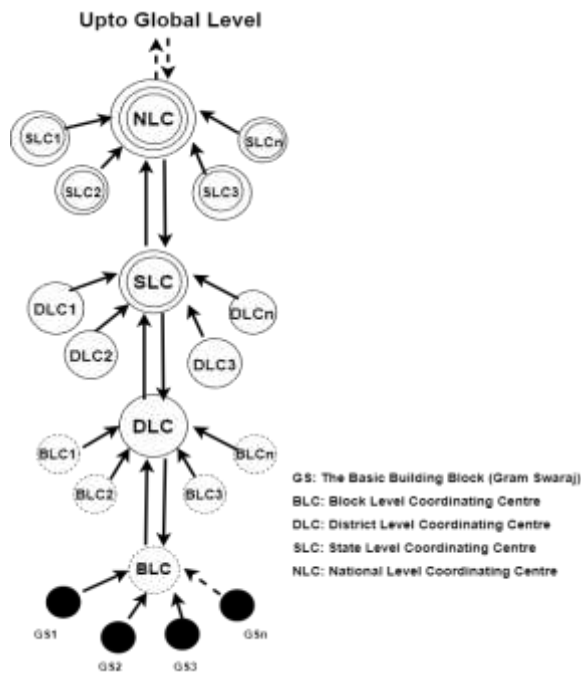 Upto Global Level
NLC
SLC1
SLCn
SLC2
SLC3
SLC
DLC1
DLCn
DLC2
DLC3
DLC
BLC1
BLCn
BLC2
BLC3
GS: The Basic Building Block (Gram Swaraj)
BLC: Block Level Coordinating Centre
DLC: District Level Coordinating Centre
SLC: State Level Coordinating Centre
NLC: National Level Coordinating Centre
BLC
GS1
GSn
GS2
GS3